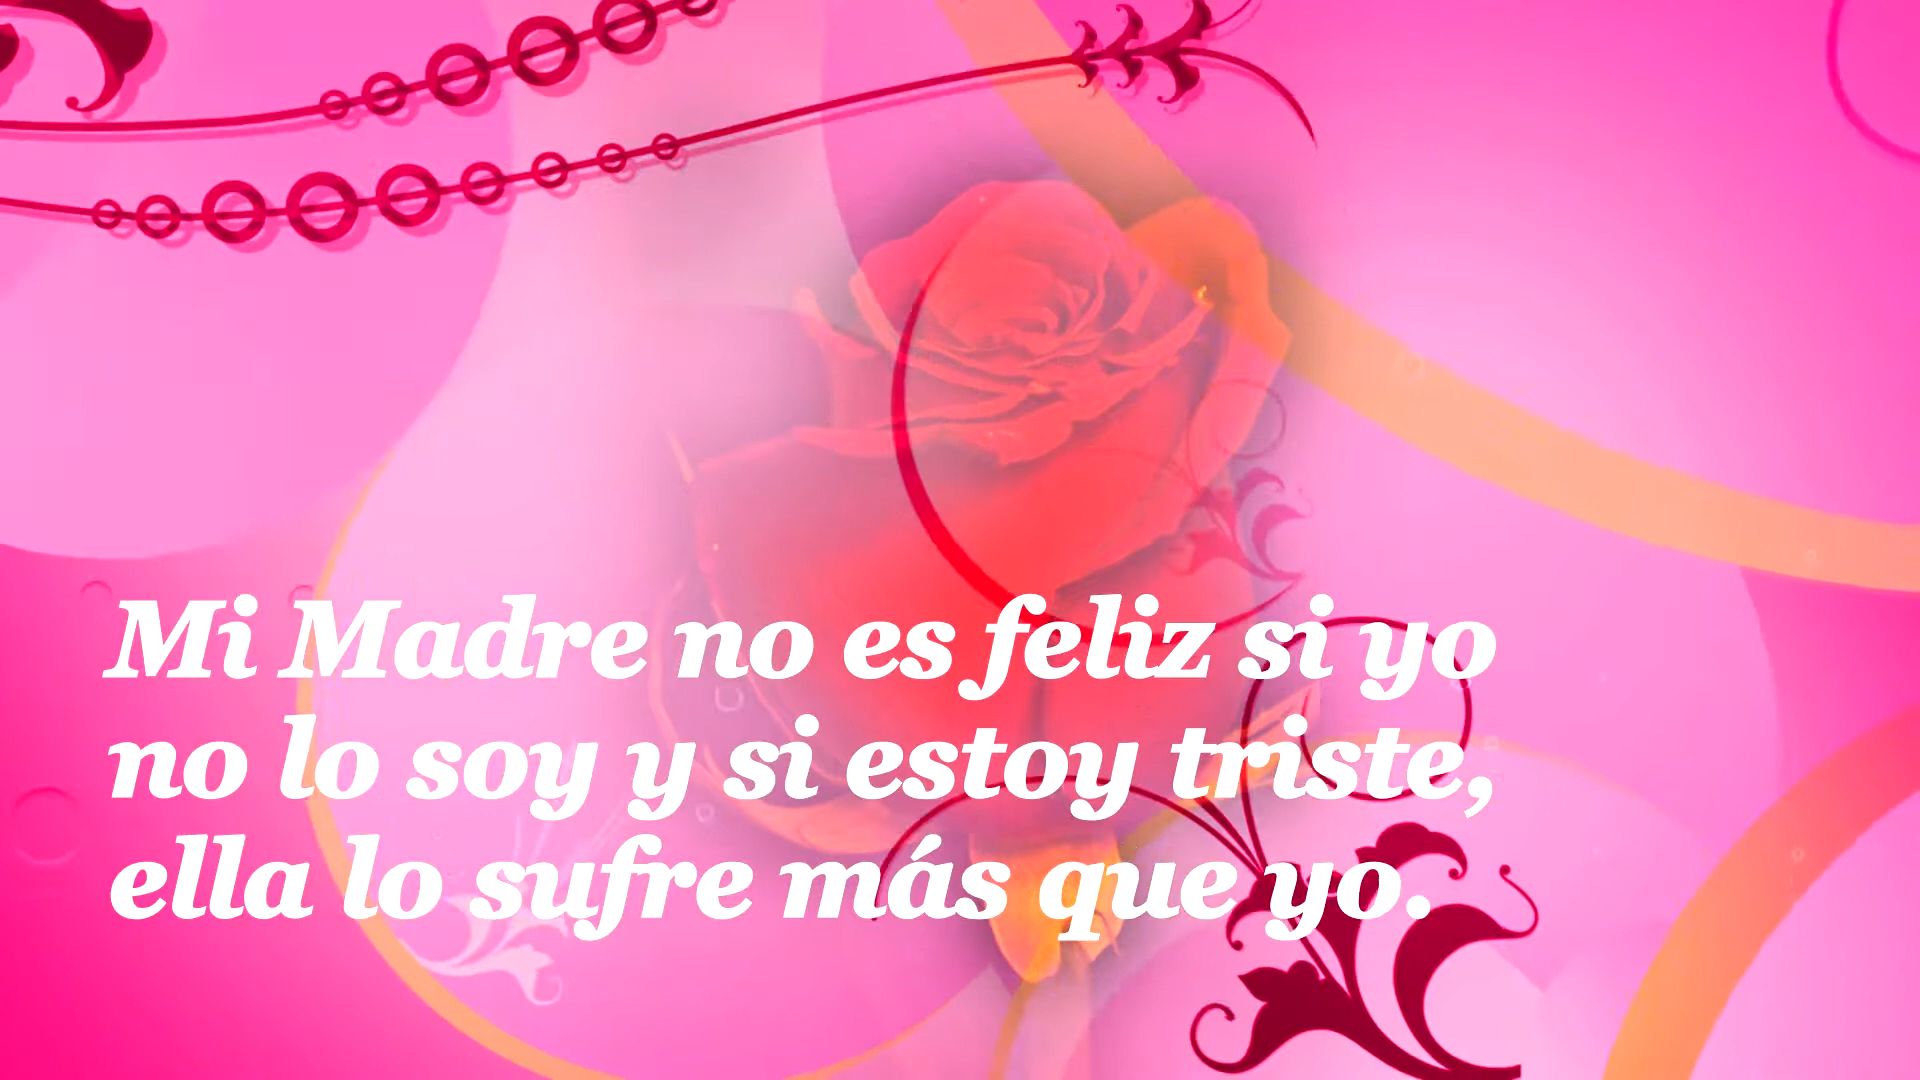 Mi Madre no es feliz si yo
no lo soy y si estoy triste,
ella lo sufre más que yo.